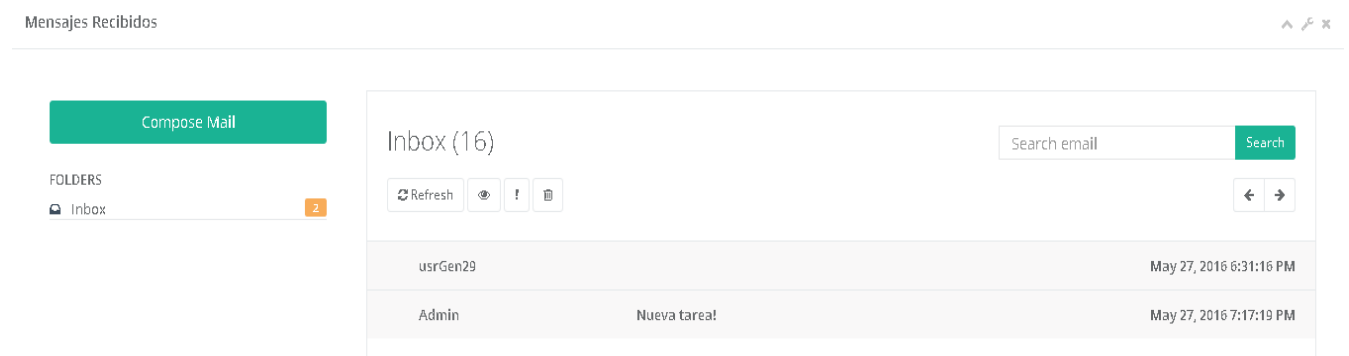 Mensajes Recibidos
Compose Mail
FOLDERS
Inbox 2
Inbox (16)
Search email Search
Refresh
usrGen29 May 27, 2016 6:31:16 PM
Admin Nueva tarea! May 27, 2016 7:17:19 PM